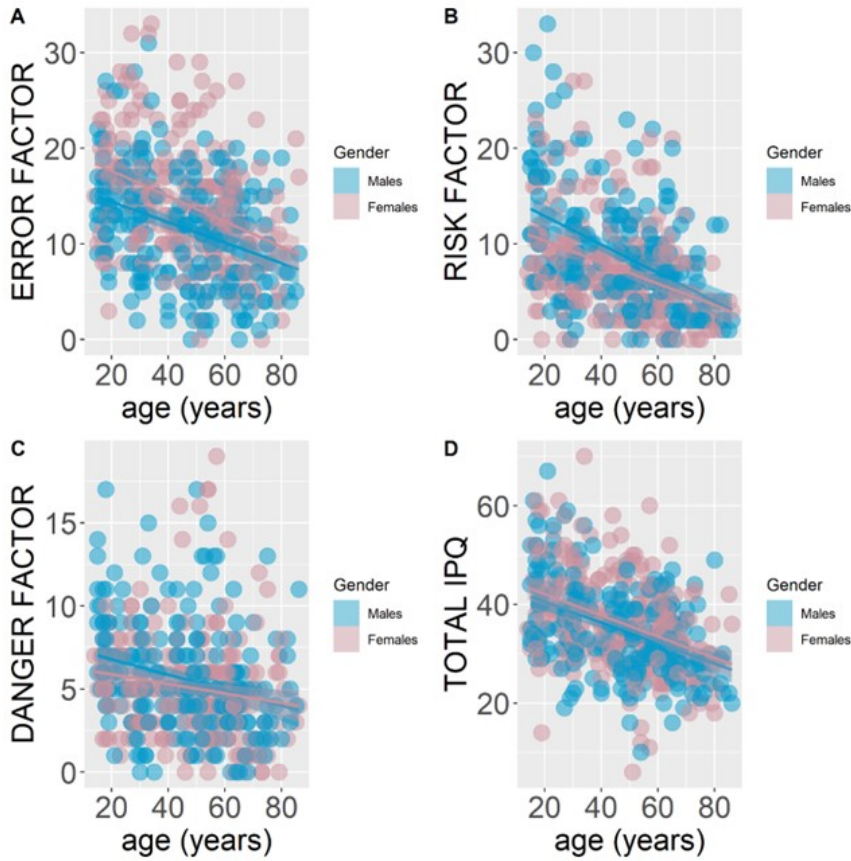 A
ERROR FACTOR
30
20
10
0
20 40 60 80
age (years)
Gender
Males
Females
B
RISK FACTOR
30
20
10
0
20 40 60 80
age (years)
Gender
Males
Females
C
DANGER FACTOR
15
10
5
0
20 40 60 80
age (years)
Gender
Males
Females
D
TOTAL IPQ
60
40
20
20 40 60 80
age (years)
Gender
Males
Females